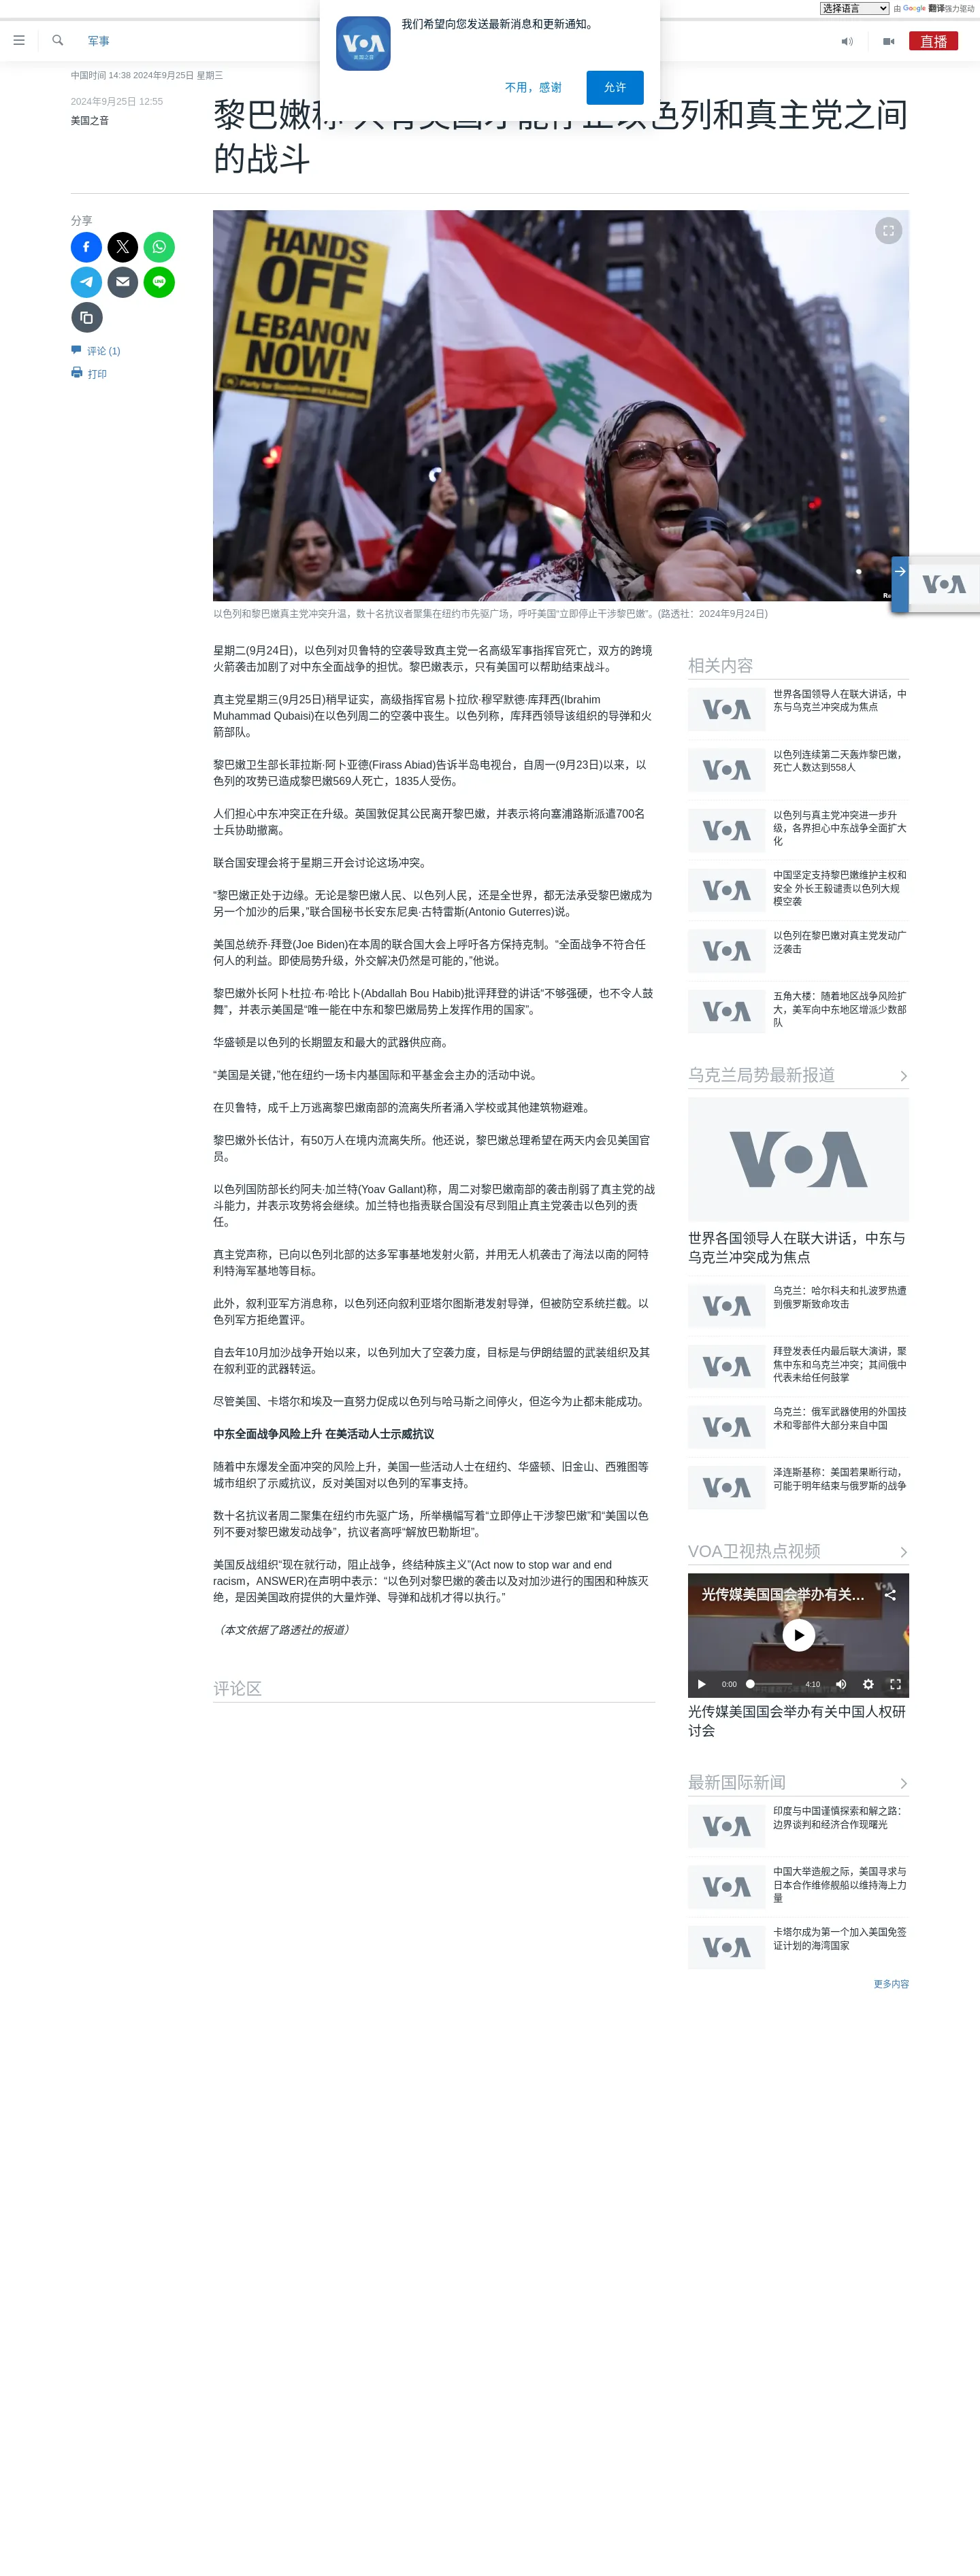 选择语言 由 Google 翻译强力驱动
我们希望向您发送最新消息和更新通知。
不用，感谢
允许
VOA
美国之音
军事
直播
中国时间 14:38 2024年9月25日 星期三
2024年9月25日 12:55
美国之音
黎巴嫩称
色列和真主党之间
的战斗
分享
评论 (1)
打印
HANDS
OFF
LEBANON
NOW!
Party for Socialism and Liberation
以色列和黎巴嫩真主党冲突升温，数十名抗议者聚集在纽约市先驱广场，呼吁美国“立即停止干涉黎巴嫩”。(路透社：2024年9月24日)
星期二(9月24日)，以色列对贝鲁特的空袭导致真主党一名高级军事指挥官死亡，双方的跨境
火箭袭击加剧了对中东全面战争的担忧。黎巴嫩表示，只有美国可以帮助结束战斗。
真主党星期三(9月25日)稍早证实，高级指挥官易卜拉欣·穆罕默德·库拜西(Ibrahim
Muhammad Qubaisi)在以色列周二的空袭中丧生。以色列称，库拜西领导该组织的导弹和火
箭部队。
黎巴嫩卫生部长菲拉斯·阿卜亚德(Firass Abiad)告诉半岛电视台，自周一(9月23日)以来，以
色列的攻势已造成黎巴嫩569人死亡，1835人受伤。
人们担心中东冲突正在升级。英国敦促其公民离开黎巴嫩，并表示将向塞浦路斯派遣700名
士兵协助撤离。
联合国安理会将于星期三开会讨论这场冲突。
“黎巴嫩正处于边缘。无论是黎巴嫩人民、以色列人民，还是全世界，都无法承受黎巴嫩成为
另一个加沙的后果，”联合国秘书长安东尼奥·古特雷斯(Antonio Guterres)说。
美国总统乔·拜登(Joe Biden)在本周的联合国大会上呼吁各方保持克制。“全面战争不符合任
何人的利益。即使局势升级，外交解决仍然是可能的，”他说。
黎巴嫩外长阿卜杜拉·布·哈比卜(Abdallah Bou Habib)批评拜登的讲话“不够强硬，也不令人鼓
舞”，并表示美国是“唯一能在中东和黎巴嫩局势上发挥作用的国家”。
华盛顿是以色列的长期盟友和最大的武器供应商。
“美国是关键，”他在纽约一场卡内基国际和平基金会主办的活动中说。
在贝鲁特，成千上万逃离黎巴嫩南部的流离失所者涌入学校或其他建筑物避难。
黎巴嫩外长估计，有50万人在境内流离失所。他还说，黎巴嫩总理希望在两天内会见美国官
员。
以色列国防部长约阿夫·加兰特(Yoav Gallant)称，周二对黎巴嫩南部的袭击削弱了真主党的战
斗能力，并表示攻势将会继续。加兰特也指责联合国没有尽到阻止真主党袭击以色列的责
任。
真主党声称，已向以色列北部的达多军事基地发射火箭，并用无人机袭击了海法以南的阿特
利特海军基地等目标。
此外，叙利亚军方消息称，以色列还向叙利亚塔尔图斯港发射导弹，但被防空系统拦截。以
色列军方拒绝置评。
自去年10月加沙战争开始以来，以色列加大了空袭力度，目标是与伊朗结盟的武装组织及其
在叙利亚的武器转运。
尽管美国、卡塔尔和埃及一直努力促成以色列与哈马斯之间停火，但迄今为止都未能成功。
中东全面战争风险上升 在美活动人士示威抗议
随着中东爆发全面冲突的风险上升，美国一些活动人士在纽约、华盛顿、旧金山、西雅图等
城市组织了示威抗议，反对美国对以色列的军事支持。
数十名抗议者周二聚集在纽约市先驱广场，所举横幅写着“立即停止干涉黎巴嫩”和“美国以色
列不要对黎巴嫩发动战争”，抗议者高呼“解放巴勒斯坦”。
美国反战组织“现在就行动，阻止战争，终结种族主义”(Act now to stop war and end
racism，ANSWER)在声明中表示：“以色列对黎巴嫩的袭击以及对加沙进行的围困和种族灭
绝，是因美国政府提供的大量炸弹、导弹和战机才得以执行。”
（本文依据了路透社的报道）
评论区
VOA
相关内容
世界各国领导人在联大讲话，中
东与乌克兰冲突成为焦点
以色列连续第二天轰炸黎巴嫩，
死亡人数达到558人
以色列与真主党冲突进一步升
级，各界担心中东战争全面扩大
化
中国坚定支持黎巴嫩维护主权和
安全 外长王毅谴责以色列大规
模空袭
以色列在黎巴嫩对真主党发动广
泛袭击
五角大楼：随着地区战争风险扩
大，美军向中东地区增派少数部
队
乌克兰局势最新报道
VOA
世界各国领导人在联大讲话，中东与
乌克兰冲突成为焦点
乌克兰：哈尔科夫和扎波罗热遭
到俄罗斯致命攻击
拜登发表任内最后联大演讲，聚
焦中东和乌克兰冲突；其间俄中
代表未给任何鼓掌
乌克兰：俄军武器使用的外国技
术和零部件大部分来自中国
泽连斯基称：美国若果断行动，
可能于明年结束与俄罗斯的战争
VOA卫视热点视频
光传媒美国国会举办有关...
0:00
4:10
光传媒美国国会举办有关中国人权研
讨会
最新国际新闻
印度与中国谨慎探索和解之路：
边界谈判和经济合作现曙光
中国大举造舰之际，美国寻求与
日本合作维修舰船以维持海上力
量
卡塔尔成为第一个加入美国免签
证计划的海湾国家
更多内容